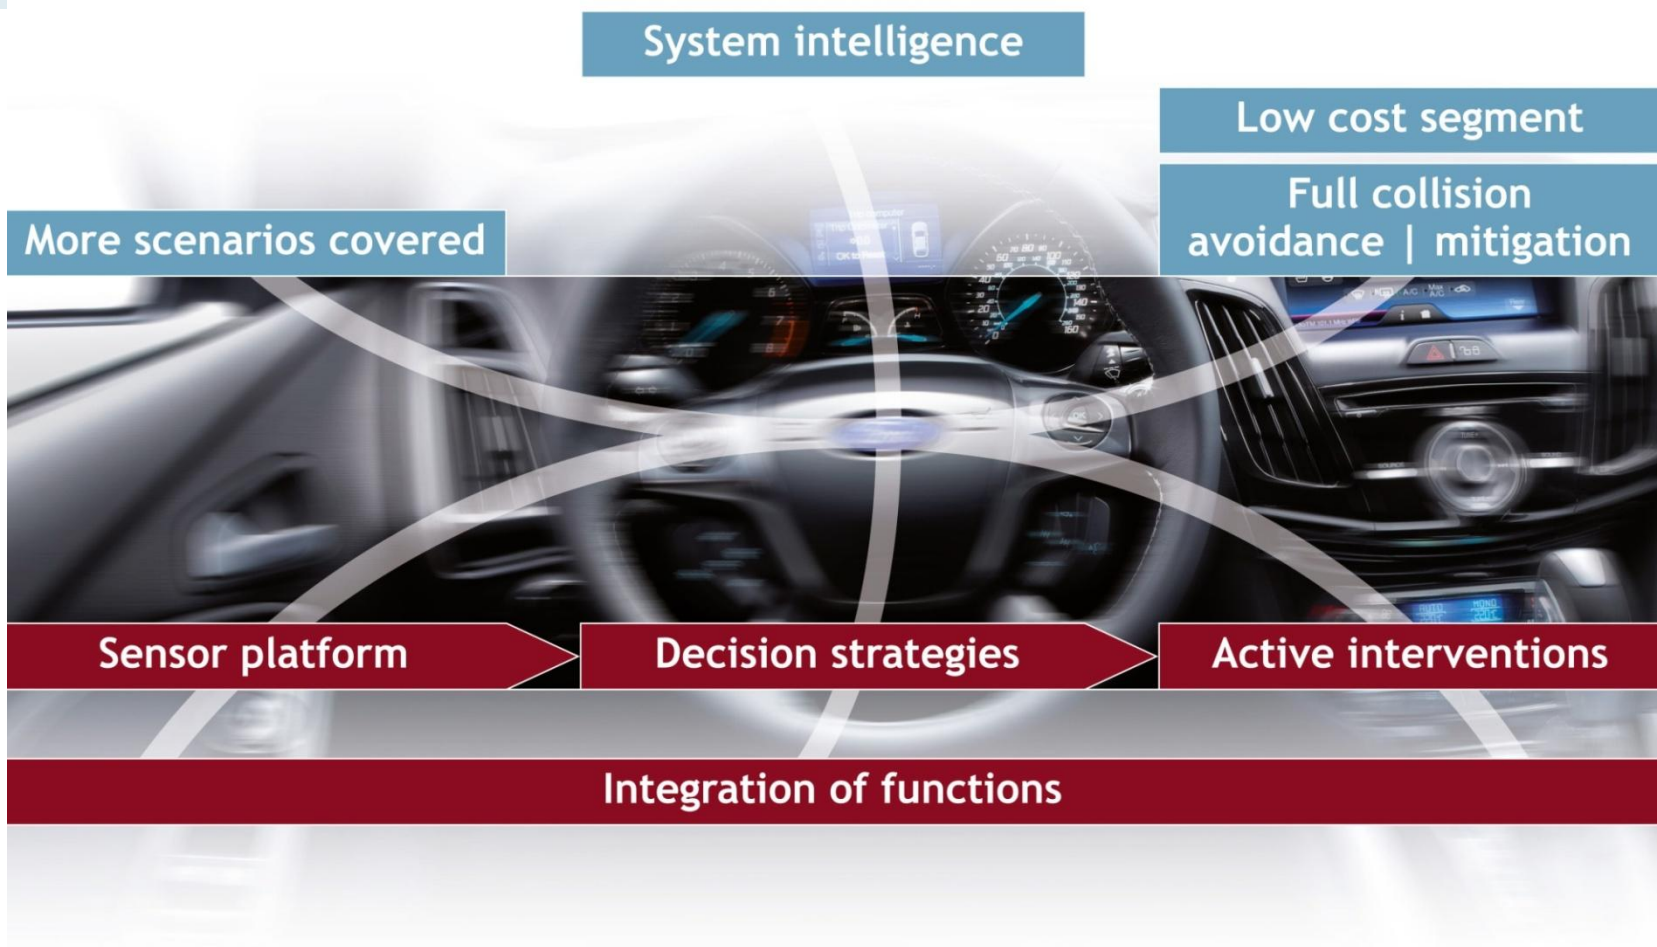 System intelligence
Low cost segment
Full collision
avoidance | mitigation
More scenarios covered
Sensor platform
Decision strategies
Active interventions
Integration of functions